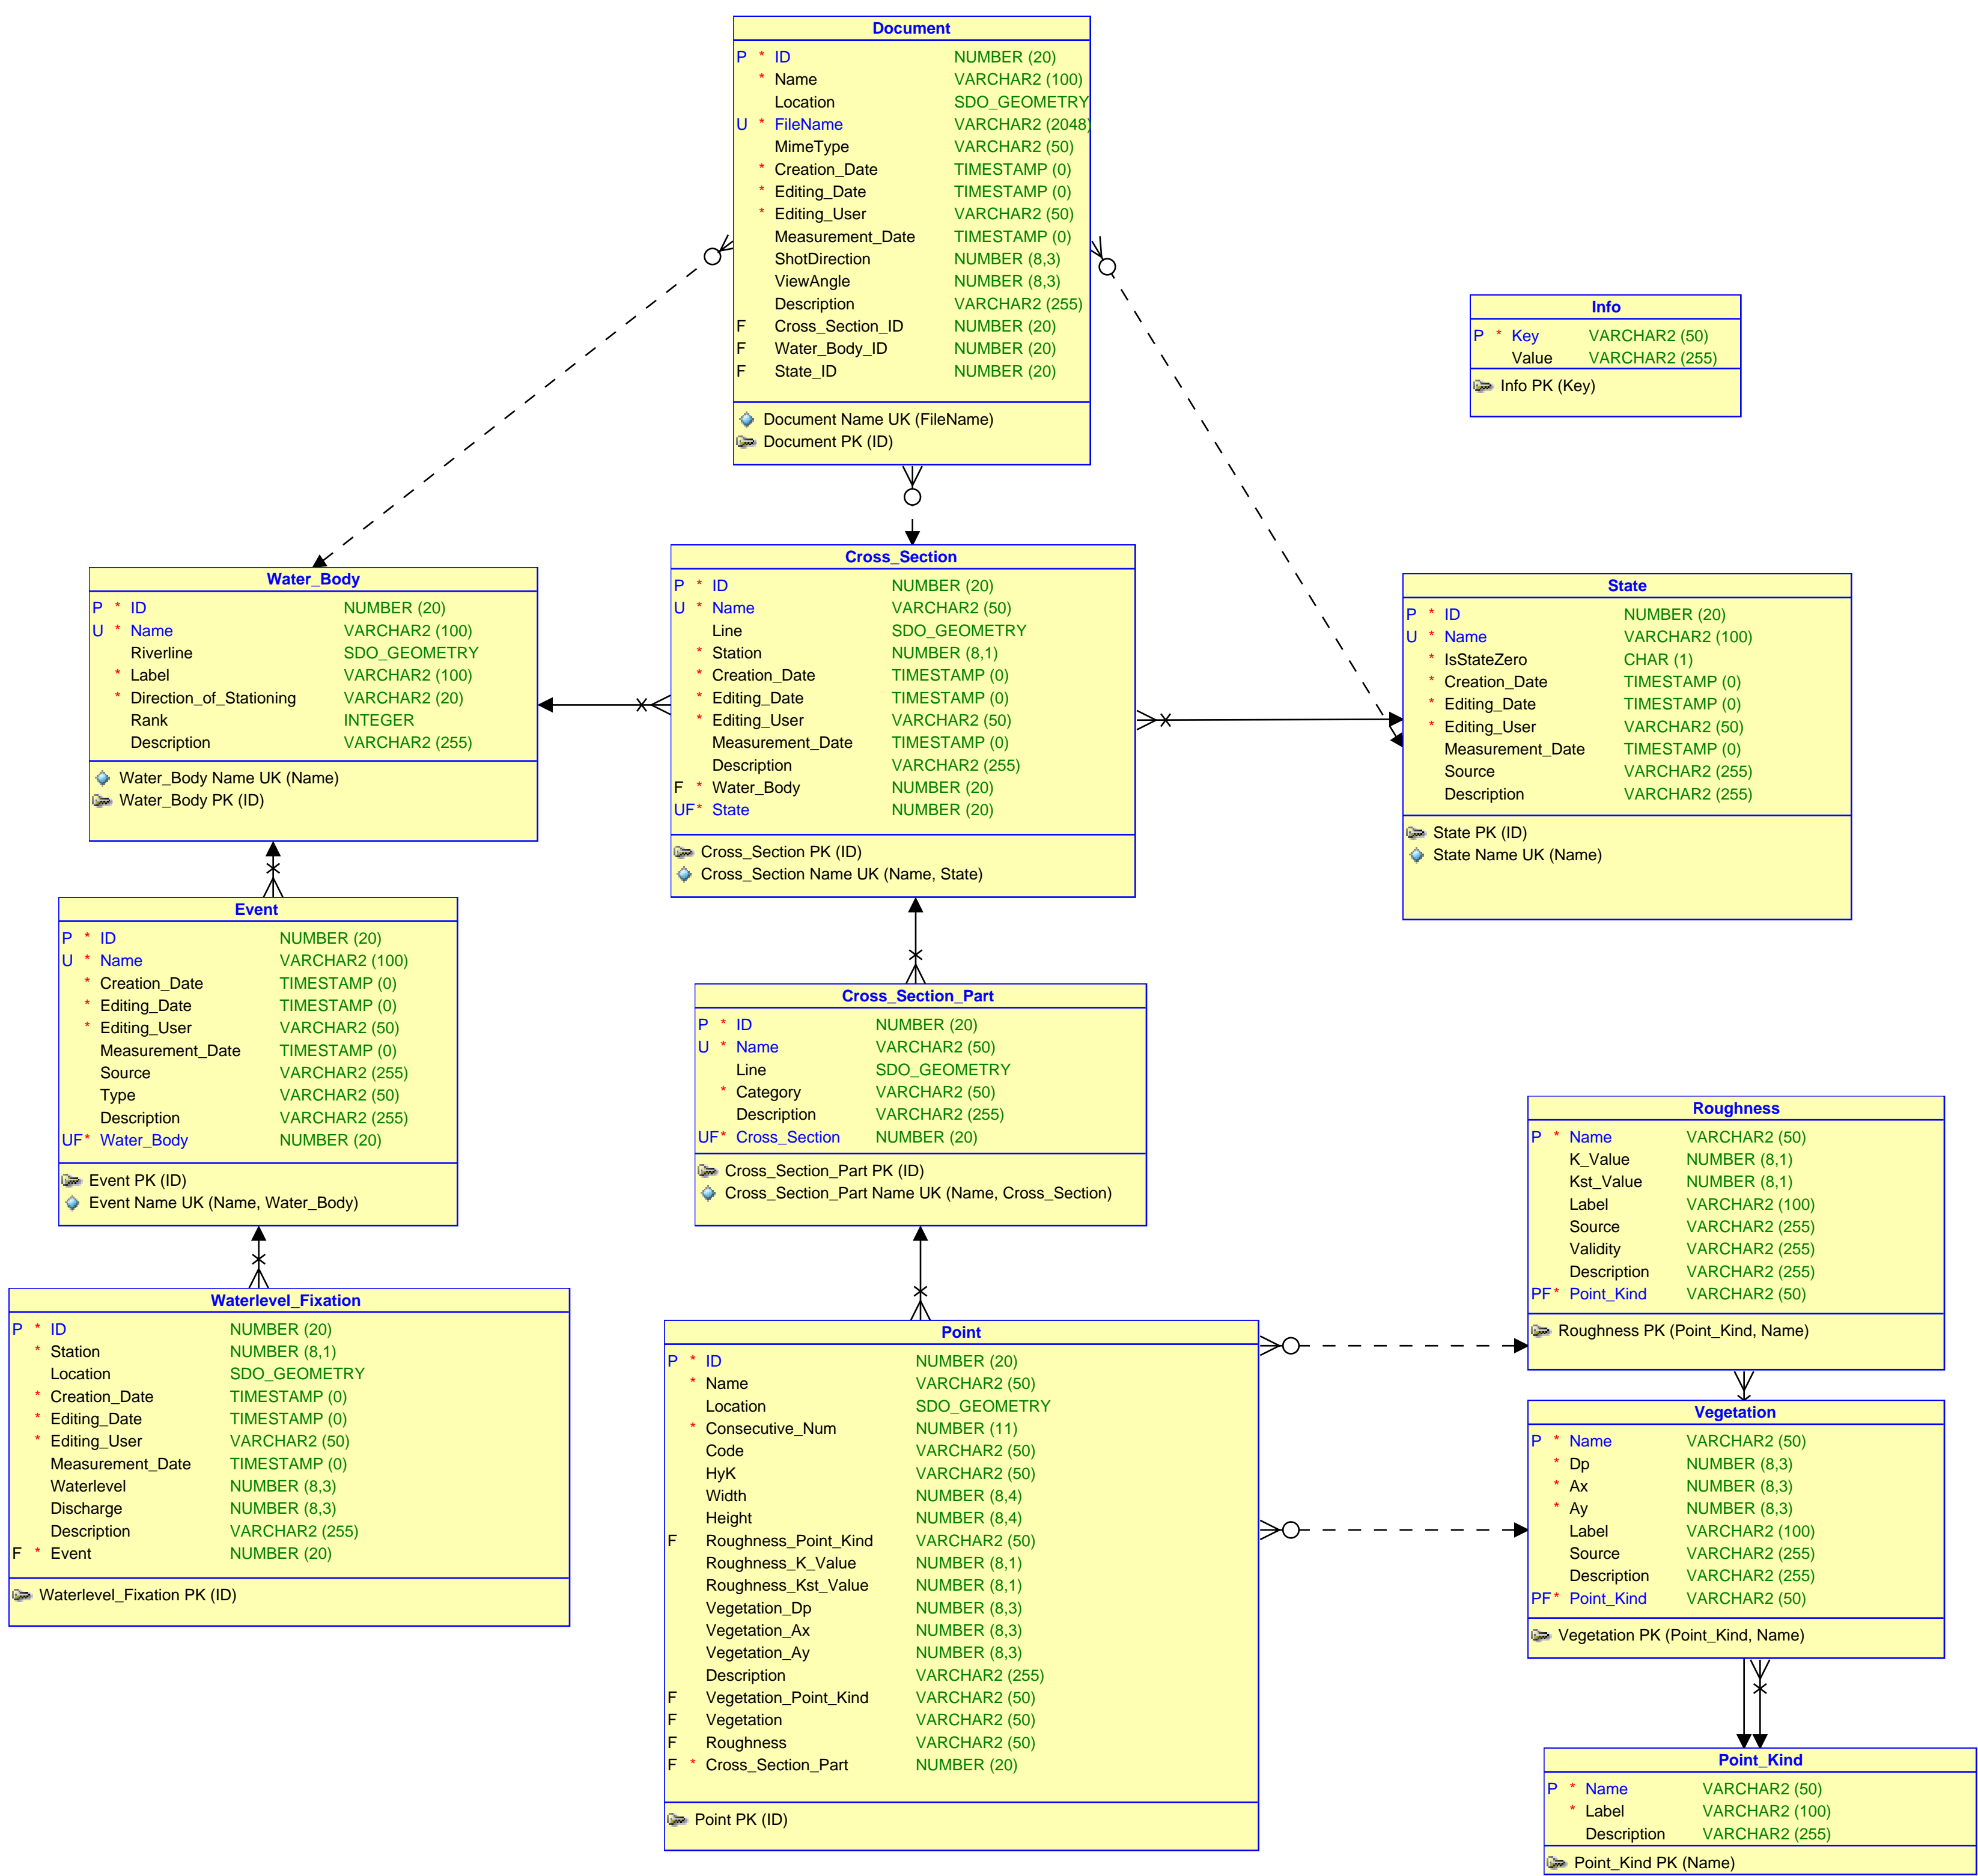 Document
P * ID NUMBER (20)
* Name VARCHAR2 (100)
Location SDO_GEOMETRY
U * FileName VARCHAR2 (2048)
MimeType VARCHAR2 (50)
* Creation_Date TIMESTAMP (0)
* Editing_Date TIMESTAMP (0)
* Editing_User VARCHAR2 (50)
Measurement_Date TIMESTAMP (0)
ShotDirection NUMBER (8,3)
ViewAngle NUMBER (8,3)
Description VARCHAR2 (255)
F Cross_Section_ID NUMBER (20)
F Water_Body_ID NUMBER (20)
F State_ID NUMBER (20)
Document Name UK (FileName)
Document PK (ID)
Info
P * Key VARCHAR2 (50)
Value VARCHAR2 (255)
Info PK (Key)
Water_Body
P * ID NUMBER (20)
U * Name VARCHAR2 (100)
Riverline SDO_GEOMETRY
* Label VARCHAR2 (100)
* Direction_of_Stationing VARCHAR2 (20)
Rank INTEGER
Description VARCHAR2 (255)
Water_Body Name UK (Name)
Water_Body PK (ID)
Cross_Section
P * ID NUMBER (20)
U * Name VARCHAR2 (50)
Line SDO_GEOMETRY
* Station NUMBER (8,1)
* Creation_Date TIMESTAMP (0)
* Editing_Date TIMESTAMP (0)
* Editing_User VARCHAR2 (50)
Measurement_Date TIMESTAMP (0)
Description VARCHAR2 (255)
F * Water_Body NUMBER (20)
UF* State NUMBER (20)
Cross_Section PK (ID)
Cross_Section Name UK (Name, State)
State
P * ID NUMBER (20)
U * Name VARCHAR2 (100)
* IsStateZero CHAR (1)
* Creation_Date TIMESTAMP (0)
* Editing_Date TIMESTAMP (0)
* Editing_User VARCHAR2 (50)
Measurement_Date TIMESTAMP (0)
Source VARCHAR2 (255)
Description VARCHAR2 (255)
State PK (ID)
State Name UK (Name)
Event
P * ID NUMBER (20)
U * Name VARCHAR2 (100)
* Creation_Date TIMESTAMP (0)
* Editing_Date TIMESTAMP (0)
* Editing_User VARCHAR2 (50)
Measurement_Date TIMESTAMP (0)
Source VARCHAR2 (255)
Type VARCHAR2 (50)
Description VARCHAR2 (255)
UF* Water_Body NUMBER (20)
Event PK (ID)
Event Name UK (Name, Water_Body)
Cross_Section_Part
P * ID NUMBER (20)
U * Name VARCHAR2 (50)
Line SDO_GEOMETRY
* Category VARCHAR2 (50)
Description VARCHAR2 (255)
UF* Cross_Section NUMBER (20)
Cross_Section_Part PK (ID)
Cross_Section_Part Name UK (Name, Cross_Section)
Waterlevel_Fixation
P * ID NUMBER (20)
* Station NUMBER (8,1)
Location SDO_GEOMETRY
* Creation_Date TIMESTAMP (0)
* Editing_Date TIMESTAMP (0)
* Editing_User VARCHAR2 (50)
Measurement_Date TIMESTAMP (0)
Waterlevel NUMBER (8,3)
Discharge NUMBER (8,3)
Description VARCHAR2 (255)
F * Event NUMBER (20)
Waterlevel_Fixation PK (ID)
Point
P * ID NUMBER (20)
* Name VARCHAR2 (50)
Location SDO_GEOMETRY
* Consecutive_Num NUMBER (11)
Code VARCHAR2 (50)
HyK VARCHAR2 (50)
Width NUMBER (8,4)
Height NUMBER (8,4)
F Roughness_Point_Kind VARCHAR2 (50)
Roughness_K_Value NUMBER (8,1)
Roughness_Kst_Value NUMBER (8,1)
Vegetation_Dp NUMBER (8,3)
Vegetation_Ax NUMBER (8,3)
Vegetation_Ay NUMBER (8,3)
Description VARCHAR2 (255)
F Vegetation_Point_Kind VARCHAR2 (50)
F Vegetation VARCHAR2 (50)
F Roughness VARCHAR2 (50)
F * Cross_Section_Part NUMBER (20)
Point PK (ID)
Roughness
P * Name VARCHAR2 (50)
K_Value NUMBER (8,1)
Kst_Value NUMBER (8,1)
Label VARCHAR2 (100)
Source VARCHAR2 (255)
Validity VARCHAR2 (255)
Description VARCHAR2 (255)
PF* Point_Kind VARCHAR2 (50)
Roughness PK (Point_Kind, Name)
Vegetation
P * Name VARCHAR2 (50)
* Dp NUMBER (8,3)
* Ax NUMBER (8,3)
* Ay NUMBER (8,3)
Label VARCHAR2 (100)
Source VARCHAR2 (255)
Description VARCHAR2 (255)
PF* Point_Kind VARCHAR2 (50)
Vegetation PK (Point_Kind, Name)
Point_Kind
P * Name VARCHAR2 (50)
* Label VARCHAR2 (100)
Description VARCHAR2 (255)
Point_Kind PK (Name)